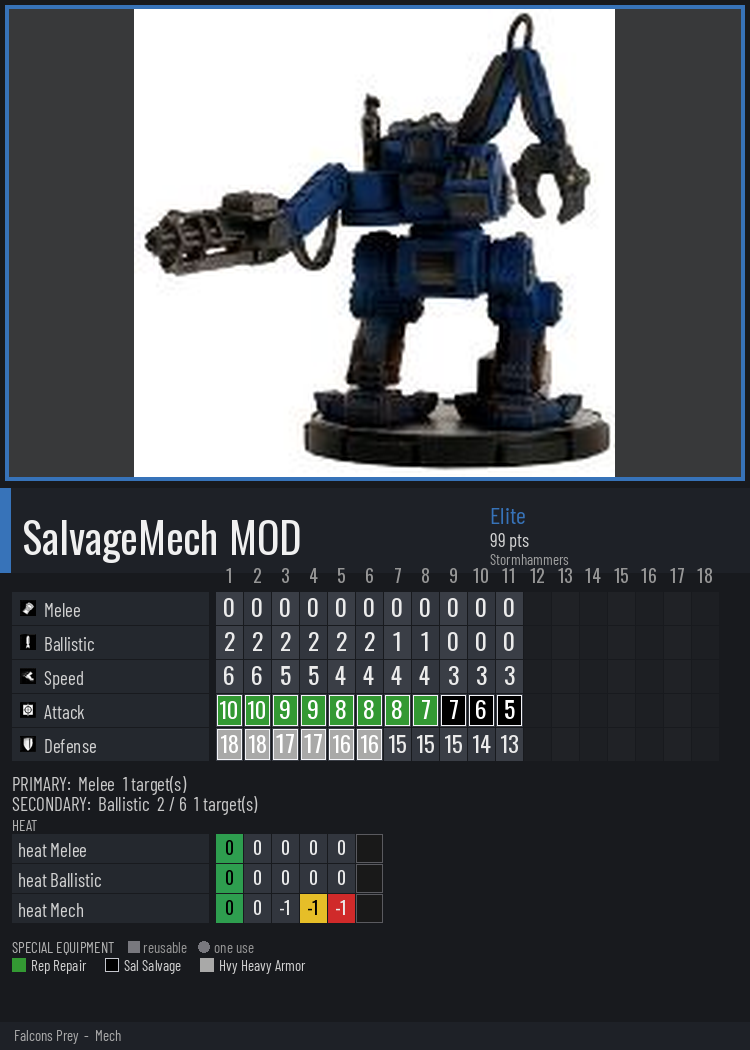 SalvageMech MOD
Elite
99 pts
Stormhammers
1 2 3 4 5 6 7 8 9 10 11 12 13 14 15 16 17 18
Melee 0 0 0 0 0 0 0 0 0 0 0
Ballistic 2 2 2 2 2 2 1 1 0 0 0
Speed 6 6 5 5 4 4 4 4 3 3 3
Attack 10 10 9 9 8 8 8 7 7 6 5
Defense 18 18 17 17 16 16 15 15 15 14 13
PRIMARY: Melee 1 target(s)
SECONDARY: Ballistic 2 / 6 1 target(s)
HEAT
heat Melee 0 0 0 0 0
heat Ballistic 0 0 0 0 0
heat Mech 0 0 -1 -1 -1
SPECIAL EQUIPMENT reusable one use
Rep Repair Sal Salvage Hvy Heavy Armor
Falcons Prey - Mech